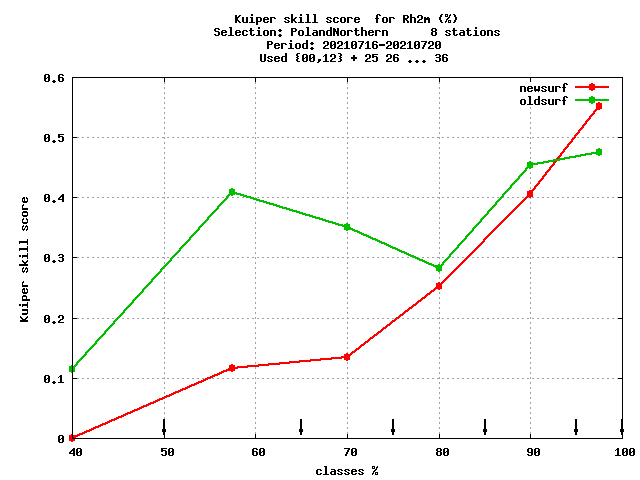 Kuiper skill score  for Rh2m (%)
Selection: PolandNorthern      8 stations
Period: 20210716-20210720
Used {00,12} + 25 26 ... 36
newsurf
oldsurf
0.6
0.5
0.4
0.3
0.2
0.1
0
Kuiper skill score
40 50 60 70 80 90 100
classes %